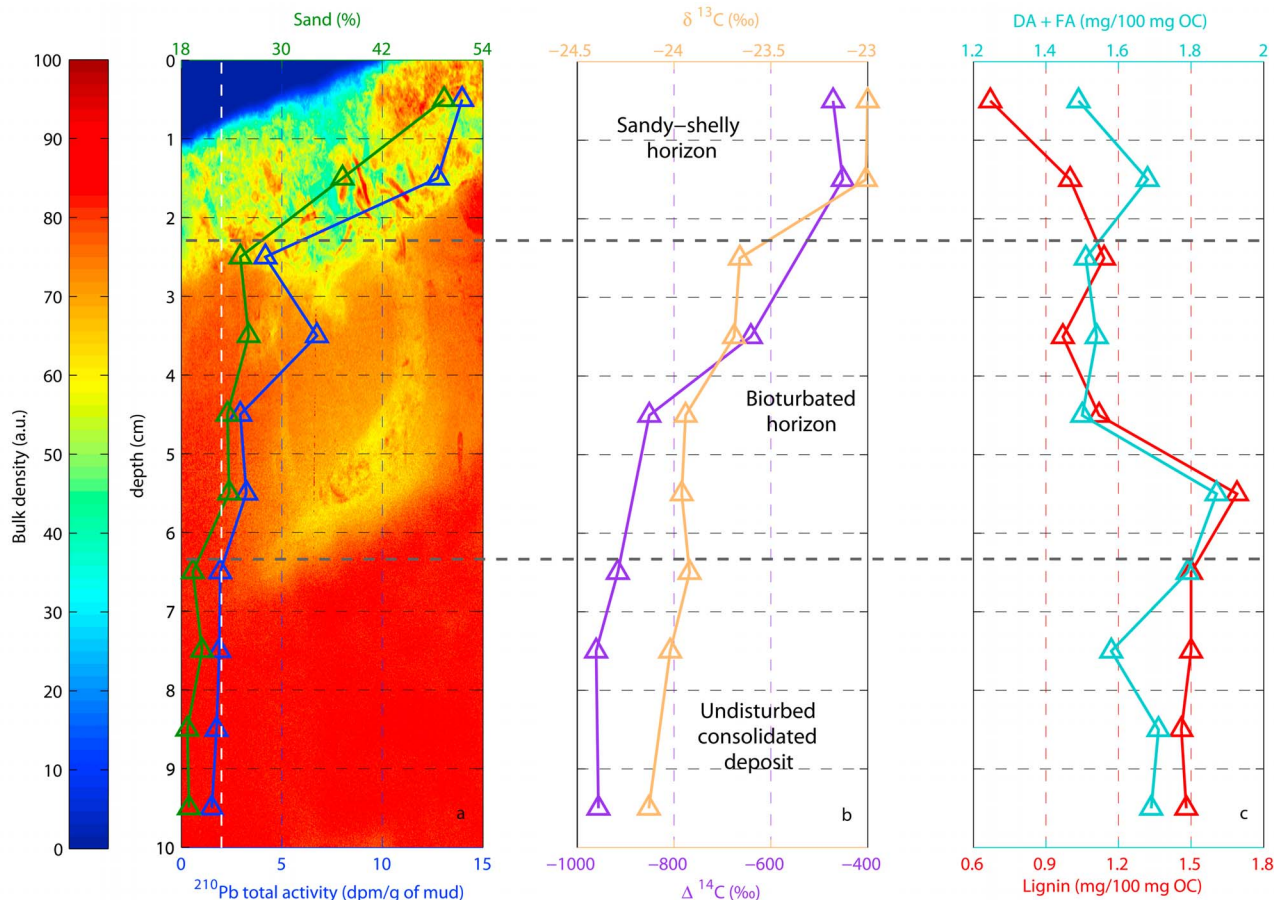 Sand (%)
18 30 42 54
δ 13C (‰)
−24.5 −24 −23.5 −23
DA + FA (mg/100 mg OC)
1.2 1.4 1.6 1.8 2
100
90
80
70
60
50
40
30
20
10
0
Bulk density (a.u.)
0
1
2
3
4
5
6
7
8
9
10
depth (cm)
a
0 5 10 15
210Pb total activity (dpm/g of mud)
Sandy−shelly
horizon
Bioturbated
horizon
Undisturbed
consolidated
deposit
b
−1000 −800 −600 −400
Δ 14C (‰)
c
0.6 0.9 1.2 1.5 1.8
Lignin (mg/100 mg OC)